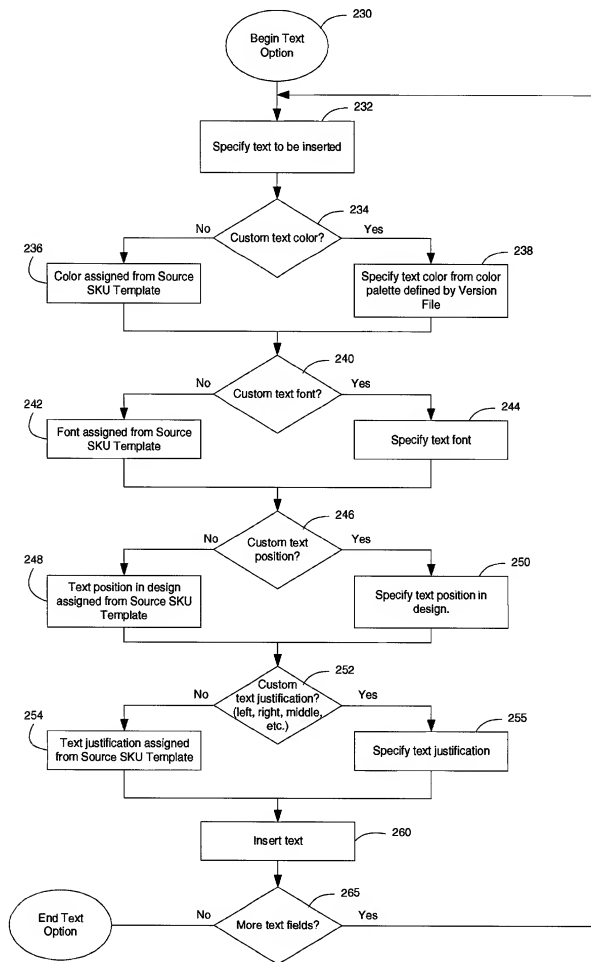 230
Begin Text
Option
232
Specify text to be inserted
234
No
Custom text color?
Yes
236
238
Color assigned from Source
SKU Template
Specify text color from color
palette defined by Version
File
240
No
Custom text font?
Yes
242
244
Font assigned from Source
SKU Template
Specify text font
246
No
Custom text
position?
Yes
248
250
Text position in design
assigned from Source SKU
Template
Specify text position in
design.
252
No
Custom
text justification?
(left, right, middle,
etc.)
Yes
254
255
Text justification assigned
from Source SKU Template
Specify text justification
Insert text
260
265
End Text
Option
No
More text fields?
Yes